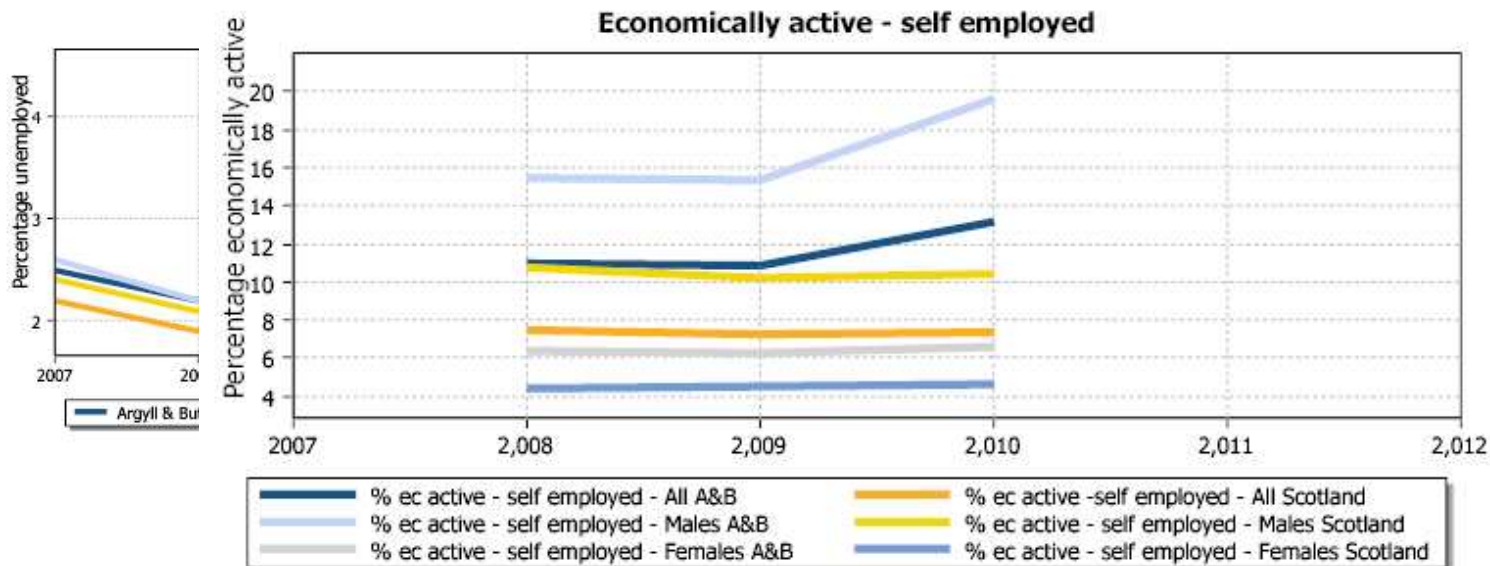 Economically active - self employed
Percentage economically active
20
18
16
14
12
10
8
6
4
2007 2,008 2,009 2,010 2,011 2,012
% ec active - self employed - All A&B
% ec active -self employed - All Scotland
% ec active - self employed - Males A&B
% ec active - self employed - Males Scotland
% ec active - self employed - Females A&B
% ec active - self employed - Females Scotland
Percentage unemployed
4
3
2
2007
Argyll &